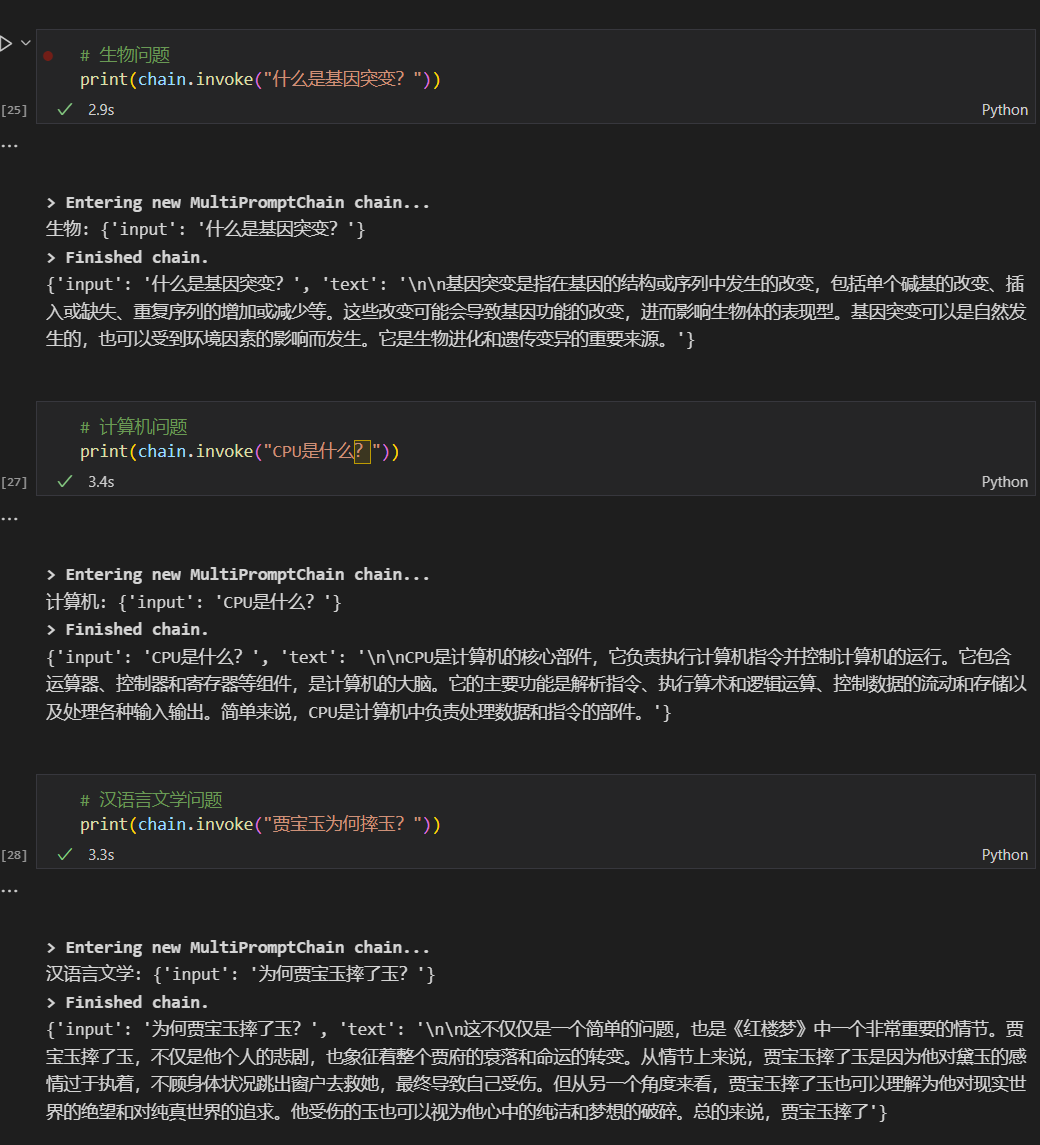 # 生物问题
print(chain.invoke("什么是基因突变？"))
[25]
2.9s
Python
...
> Entering new MultiPromptChain chain...
生物: {'input': '什么是基因突变？'}
> Finished chain.
{'input': '什么是基因突变？', 'text': '\n\n基因突变是指在基因的结构或序列中发生的改变，包括单个碱基的改变、插
入或缺失、重复序列的增加或减少等。这些改变可能会导致基因功能的改变，进而影响生物体的表现型。基因突变可以是自然发
生的，也可以受到环境因素的影响而发生。它是生物进化和遗传变异的重要来源。'}
# 计算机问题
print(chain.invoke("CPU是什么？"))
[27]
3.4s
Python
...
> Entering new MultiPromptChain chain...
计算机: {'input': 'CPU是什么？'}
> Finished chain.
{'input': 'CPU是什么？', 'text': '\n\nCPU是计算机的核心部件，它负责执行计算机指令并控制计算机的运行。它包含
运算器、控制器和寄存器等组件，是计算机的大脑。它的主要功能是解析指令、执行算术和逻辑运算、控制数据的流动和存储以
及处理各种输入输出。简单来说，CPU是计算机中负责处理数据和指令的部件。'}
# 汉语言文学问题
print(chain.invoke("贾宝玉为何摔玉？"))
[28]
3.3s
Python
...
> Entering new MultiPromptChain chain...
汉语言文学: {'input': '为何贾宝玉摔了玉？'}
> Finished chain.
{'input': '为何贾宝玉摔了玉？', 'text': '\n\n这不仅仅是一个简单的问题，也是《红楼梦》中一个非常重要的情节。贾
宝玉摔了玉，不仅是他个人的悲剧，也象征着整个贾府的衰落和命运的转变。从情节上来说，贾宝玉摔了玉是因为他对黛玉的感
情过于执着，不顾身体状况跳出窗户去救她，最终导致自己受伤。但从另一个角度来看，贾宝玉摔了玉也可以理解为他对现实世
界的绝望和对纯真世界的追求。他受伤的玉也可以视为他心中的纯洁和梦想的破碎。总的来说，贾宝玉摔了'}